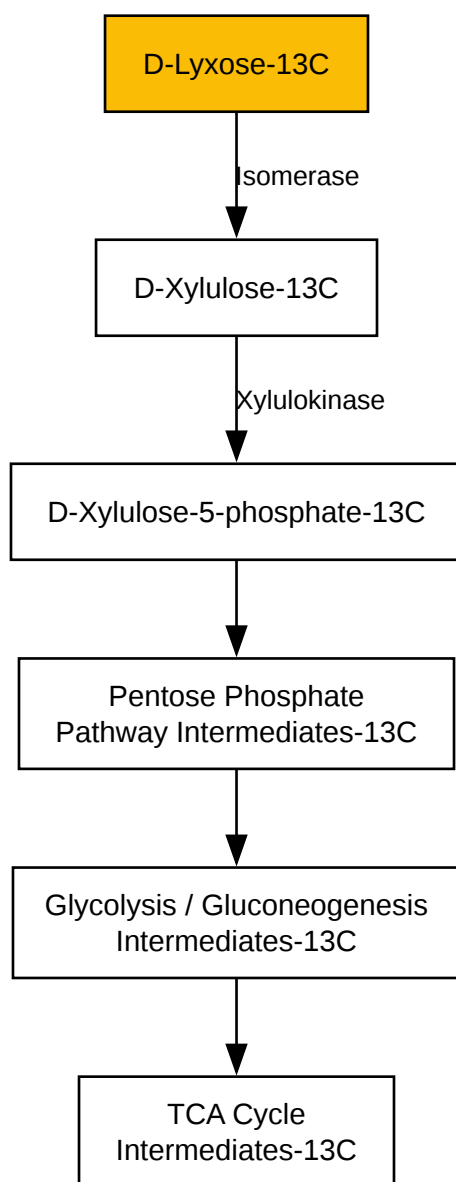 D-Lyxose-13C
Isomerase
D-Xylulose-13C
Xylulokinase
D-Xylulose-5-phosphate-13C
Pentose Phosphate
Pathway Intermediates-13C
Glycolysis / Gluconeogenesis
Intermediates-13C
TCA Cycle
Intermediates-13C